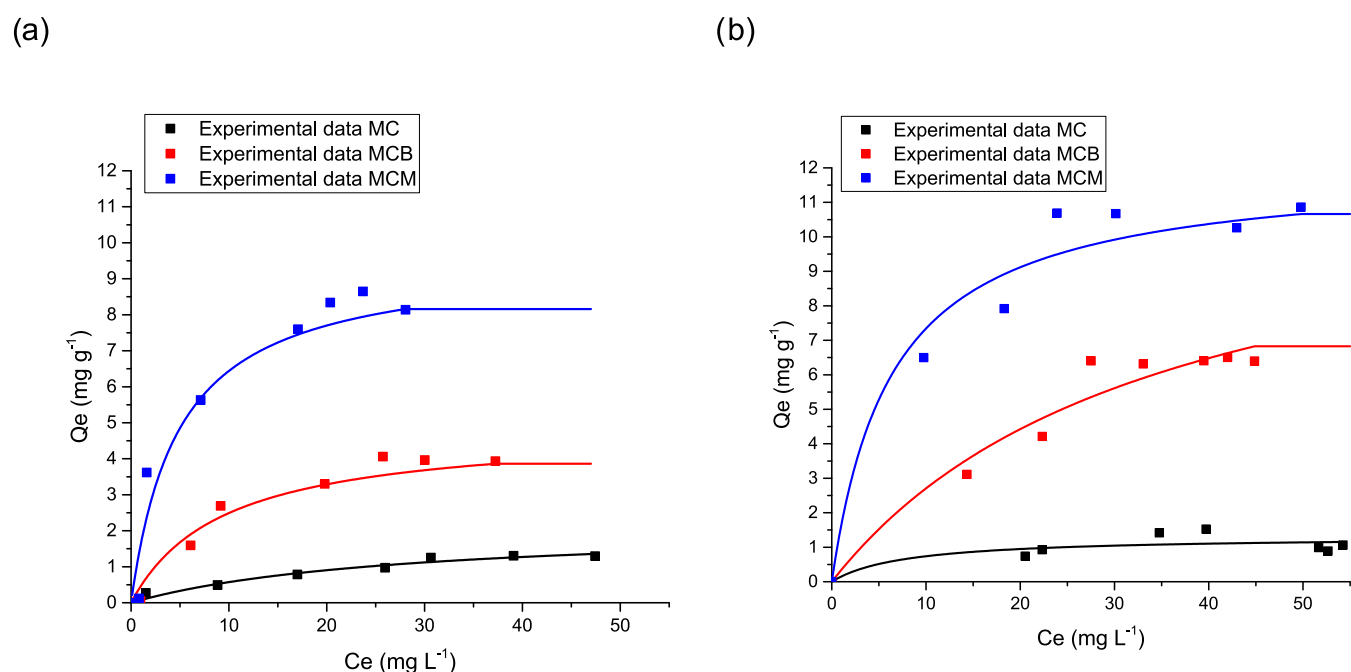 (a)
Experimental data MC
Experimental data MCB
Experimental data MCM
12
11
10
9
8
7
6
5
4
3
2
1
0
Qe (mg g⁻¹)
0 10 20 30 40 50
Ce (mg L⁻¹)
(b)
Experimental data MC
Experimental data MCB
Experimental data MCM
12
11
10
9
8
7
6
5
4
3
2
1
0
Qe (mg g⁻¹)
0 10 20 30 40 50
Ce (mg L⁻¹)